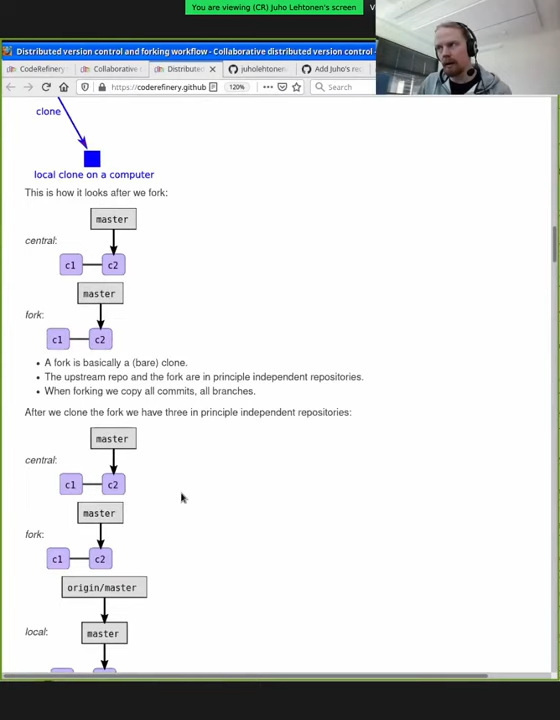 You are viewing (CR) Juho Lehtonen's screen
V
Distributed version control and forking workflow - Collaborative distributed version control -
CodeRefinery
Collaborative
Distributed
juholehtonen
Add Juho's rec
https://coderefinery.github
120%
Search
clone
local clone on a computer
This is how it looks after we fork:
master
central:
c1
c2
master
fork:
c1
c2
A fork is basically a (bare) clone.
The upstream repo and the fork are in principle independent repositories.
When forking we copy all commits, all branches.
After we clone the fork we have three in principle independent repositories:
master
central:
c1
c2
master
fork:
c1
c2
origin/master
local:
master